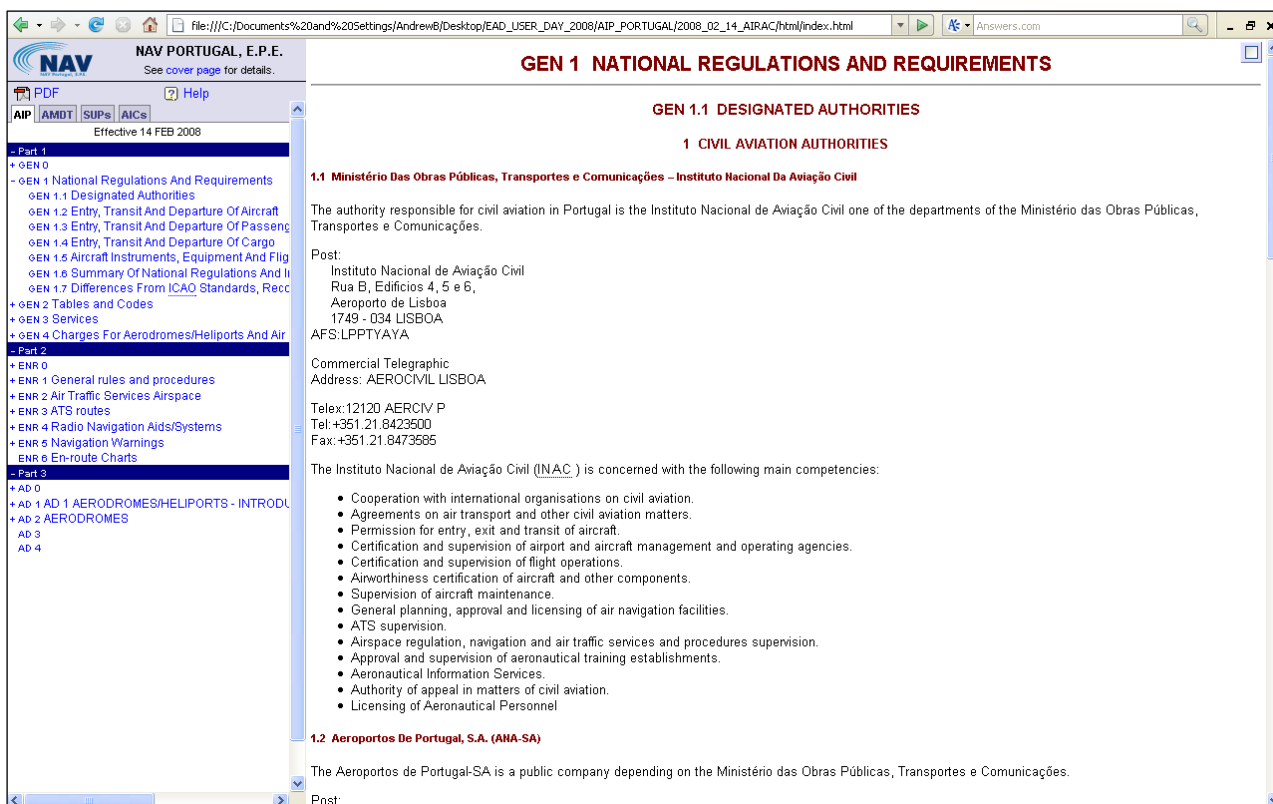 file:///C:/Documents%20and%20Settings/AndrewB/Desktop/EAD_USER_DAY_2008/AIP_PORTUGAL/2008_02_14_AIRAC/html/index.html
Answers.com
NAV
NAV Portugal, E.P.E.
NAV PORTUGAL, E.P.E.
See cover page for details.
PDF
Help
AIP AMDT SUPs AICs
Effective 14 FEB 2008
- Part 1
+ GEN 0
- GEN 1 National Regulations And Requirements
GEN 1.1 Designated Authorities
GEN 1.2 Entry, Transit And Departure Of Aircraft
GEN 1.3 Entry, Transit And Departure Of Passeng
GEN 1.4 Entry, Transit And Departure Of Cargo
GEN 1.5 Aircraft Instruments, Equipment And Flig
GEN 1.6 Summary Of National Regulations And I
GEN 1.7 Differences From ICAO Standards, Recc
+ GEN 2 Tables and Codes
+ GEN 3 Services
+ GEN 4 Charges For Aerodromes/Heliports And Air
- Part 2
+ ENR 0
+ ENR 1 General rules and procedures
+ ENR 2 Air Traffic Services Airspace
+ ENR 3 ATS routes
+ ENR 4 Radio Navigation Aids/Systems
+ ENR 5 Navigation Warnings
ENR 6 En-route Charts
- Part 3
+ AD 0
+ AD 1 AD 1 AERODROMES/HELIPORTS - INTRODU
+ AD 2 AERODROMES
AD 3
AD 4
GEN 1 NATIONAL REGULATIONS AND REQUIREMENTS
GEN 1.1 DESIGNATED AUTHORITIES
1 CIVIL AVIATION AUTHORITIES
1.1 Ministério Das Obras Públicas, Transportes e Comunicações – Instituto Nacional Da Aviação Civil
The authority responsible for civil aviation in Portugal is the Instituto Nacional de Aviação Civil one of the departments of the Ministério das Obras Públicas,
Transportes e Comunicações.
Post:
Instituto Nacional de Aviação Civil
Rua B, Edificios 4, 5 e 6,
Aeroporto de Lisboa
1749 - 034 LISBOA
AFS:LPPTYAYA
Commercial Telegraphic
Address: AEROCIVIL LISBOA
Telex:12120 AERCIV P
Tel:+351.21.8423500
Fax:+351.21.8473585
The Instituto Nacional de Aviação Civil (INAC ) is concerned with the following main competencies:
• Cooperation with international organisations on civil aviation.
• Agreements on air transport and other civil aviation matters.
• Permission for entry, exit and transit of aircraft.
• Certification and supervision of airport and aircraft management and operating agencies.
• Certification and supervision of flight operations.
• Airworthiness certification of aircraft and other components.
• Supervision of aircraft maintenance.
• General planning, approval and licensing of air navigation facilities.
• ATS supervision.
• Airspace regulation, navigation and air traffic services and procedures supervision.
• Approval and supervision of aeronautical training establishments.
• Aeronautical Information Services.
• Authority of appeal in matters of civil aviation.
• Licensing of Aeronautical Personnel
1.2 Aeroportos De Portugal, S.A. (ANA-SA)
The Aeroportos de Portugal-SA is a public company depending on the Ministério das Obras Públicas, Transportes e Comunicações.
Post: